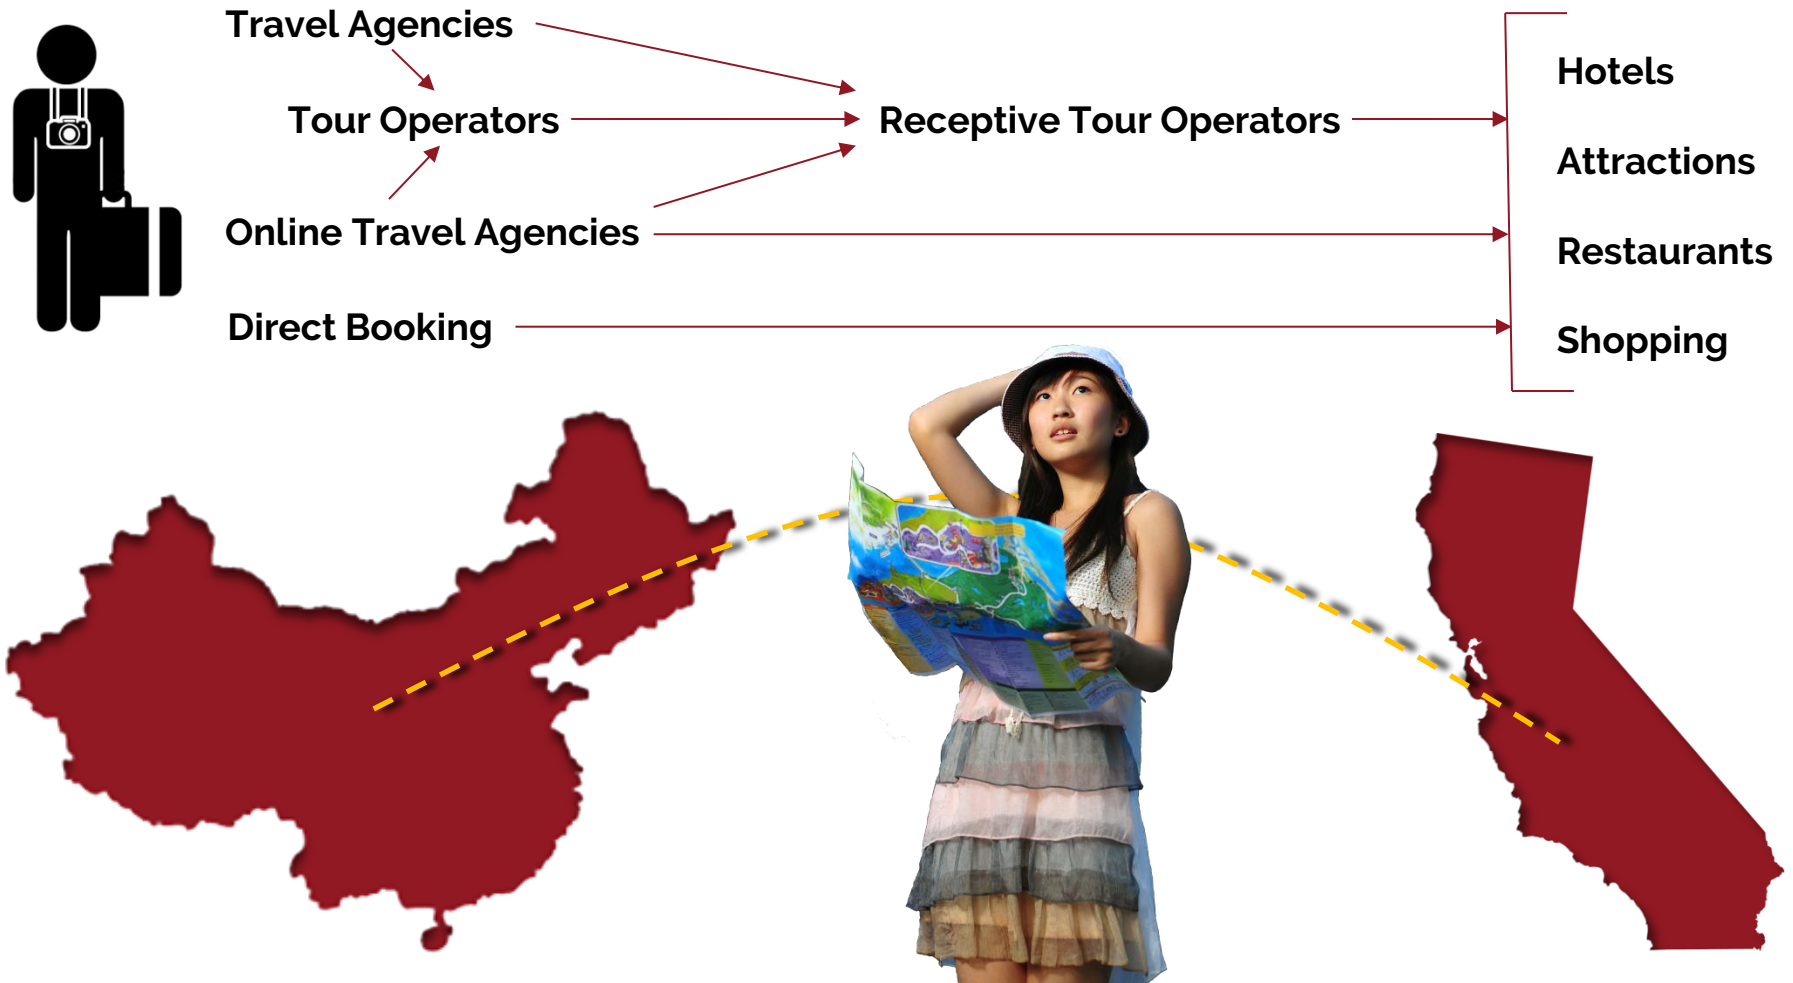 Travel Agencies
Tour Operators
Online Travel Agencies
Direct Booking
Receptive Tour Operators
Hotels
Attractions
Restaurants
Shopping